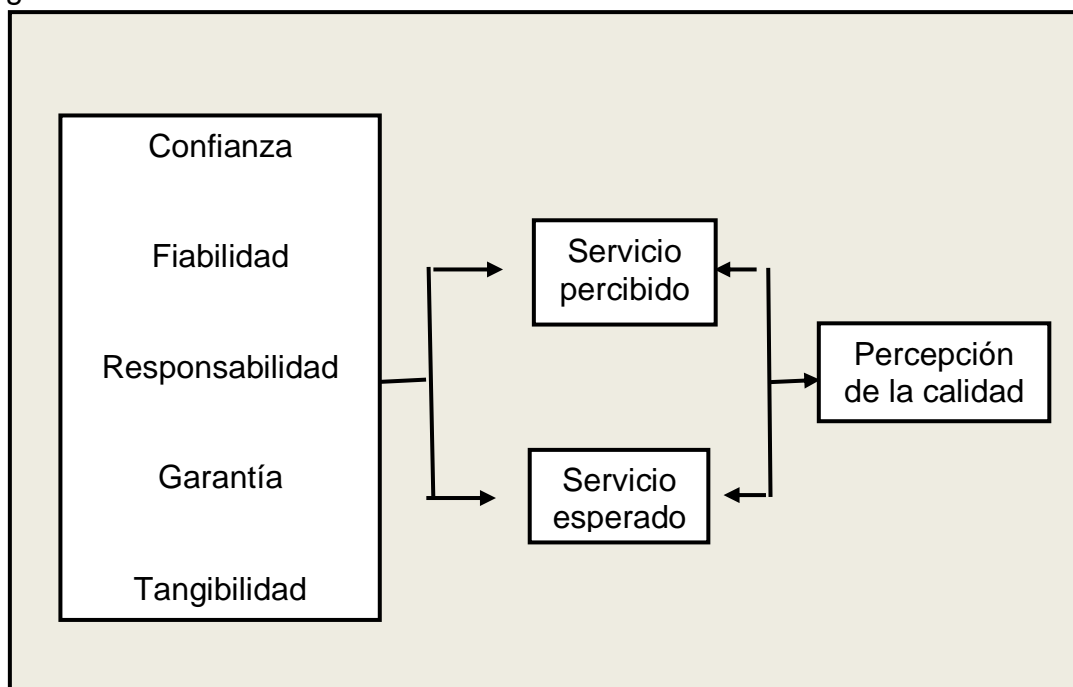 g
Confianza
Fiabilidad
Responsabilidad
Garantía
Tangibilidad
Servicio
percibido
Servicio
esperado
Percepción
de la calidad